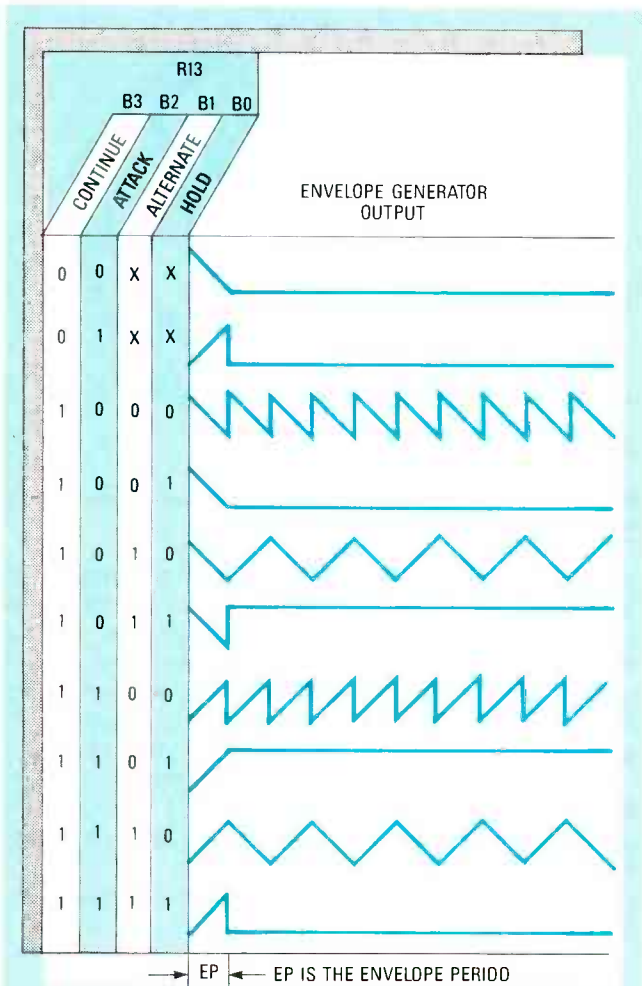 R13
B3 B2 B1 B0
CONTINUE
ATTACK
ALTERNATE
HOLD
ENVELOPE GENERATOR
OUTPUT
0 0 X X
0 1 X X
1 0 0 0
1 0 0 1
1 0 1 0
1 0 1 1
1 1 0 0
1 1 0 1
1 1 1 0
1 1 1 1
EP EP IS THE ENVELOPE PERIOD